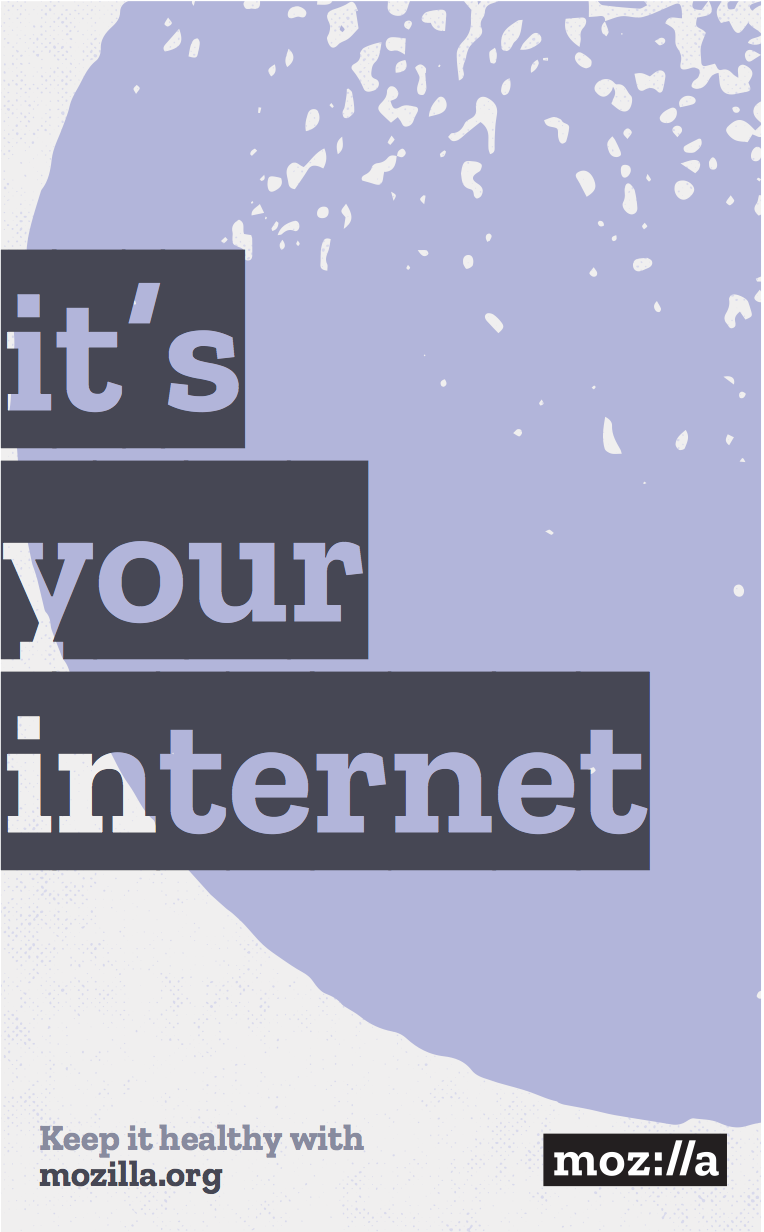 it’s
your
internet
Keep it healthy with
mozilla.org
moz://a